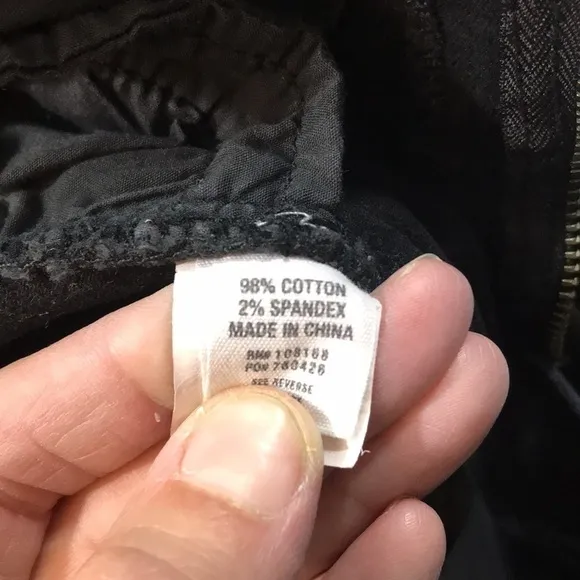 98% COTTON
2% SPANDEX
MADE IN CHINA
RN# 108168
PO# 780426
SEE REVERSE